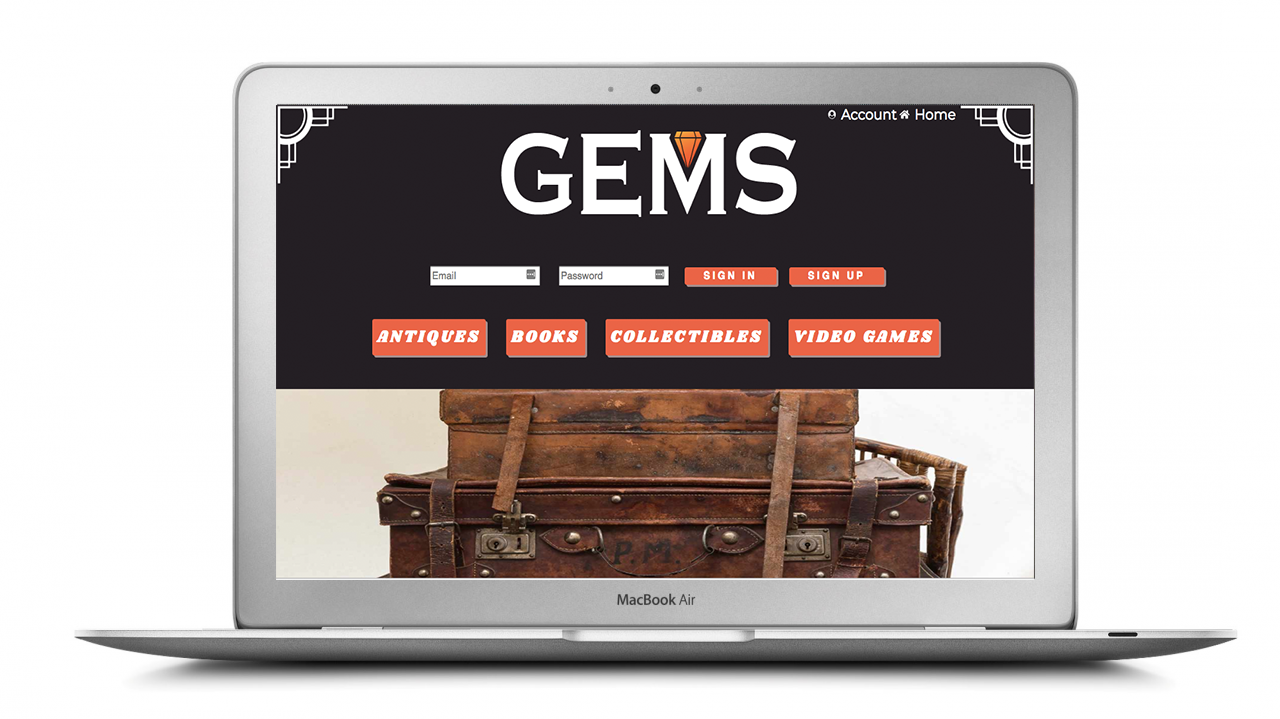 Account Home
GEMS
Email Password SIGN IN SIGN UP
ANTIQUES BOOKS COLLECTIBLES VIDEO GAMES
P.M
MacBook Air